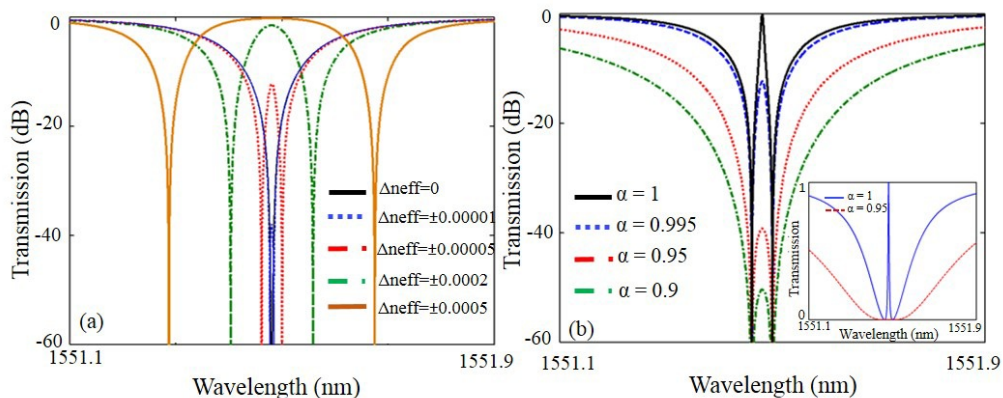 0
-20
-40
-60
Transmission (dB)
Δneff=0
Δneff=±0.00001
Δneff=±0.00005
Δneff=±0.0002
Δneff=±0.0005
(a)
1551.1
1551.9
Wavelength (nm)
0
-20
-40
-60
Transmission (dB)
α = 1
α = 0.995
α = 0.95
α = 0.9
(b)
1
0
Transmission
α = 1
α = 0.95
1551.1
1551.9
Wavelength (nm)
1551.1
1551.9
Wavelength (nm)